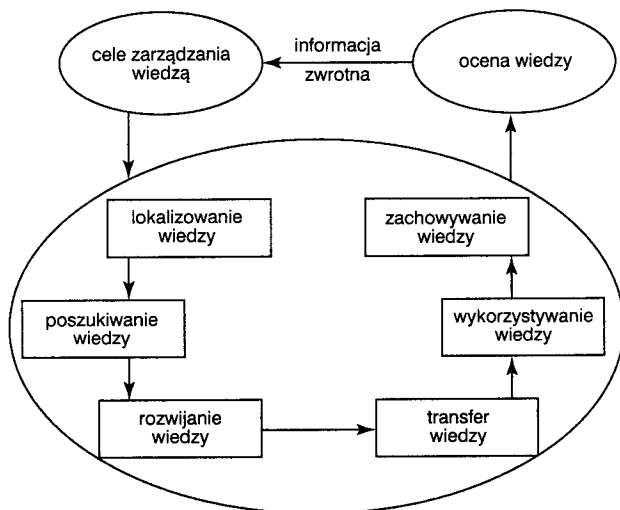 cele zarządzania
wiedzą
informacja
zwrotna
ocena wiedzy
lokalizowanie
wiedzy
zachowywanie
wiedzy
poszukiwanie
wiedzy
wykorzystywanie
wiedzy
rozwijanie
wiedzy
transfer
wiedzy